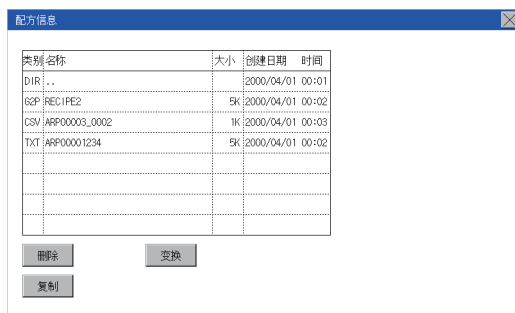 配方信息
类别 名称 大小 创建日期 时间
DIR .. 2000/04/01 00:01
G2P RECIPE2 5K 2000/04/01 00:02
CSV ARP00003_0002 1K 2000/04/01 00:03
TXT ARP00001234 5K 2000/04/01 00:02
删除 变换
复制